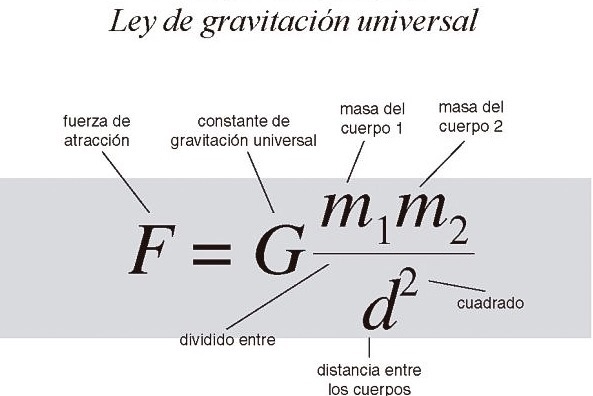 Ley de gravitación universal
fuerza de
atracción
constante de
gravitación universal
masa del
cuerpo 1
masa del
cuerpo 2
F = G m₁m₂
d²
cuadrado
dividido entre
distancia entre
los cuerpos